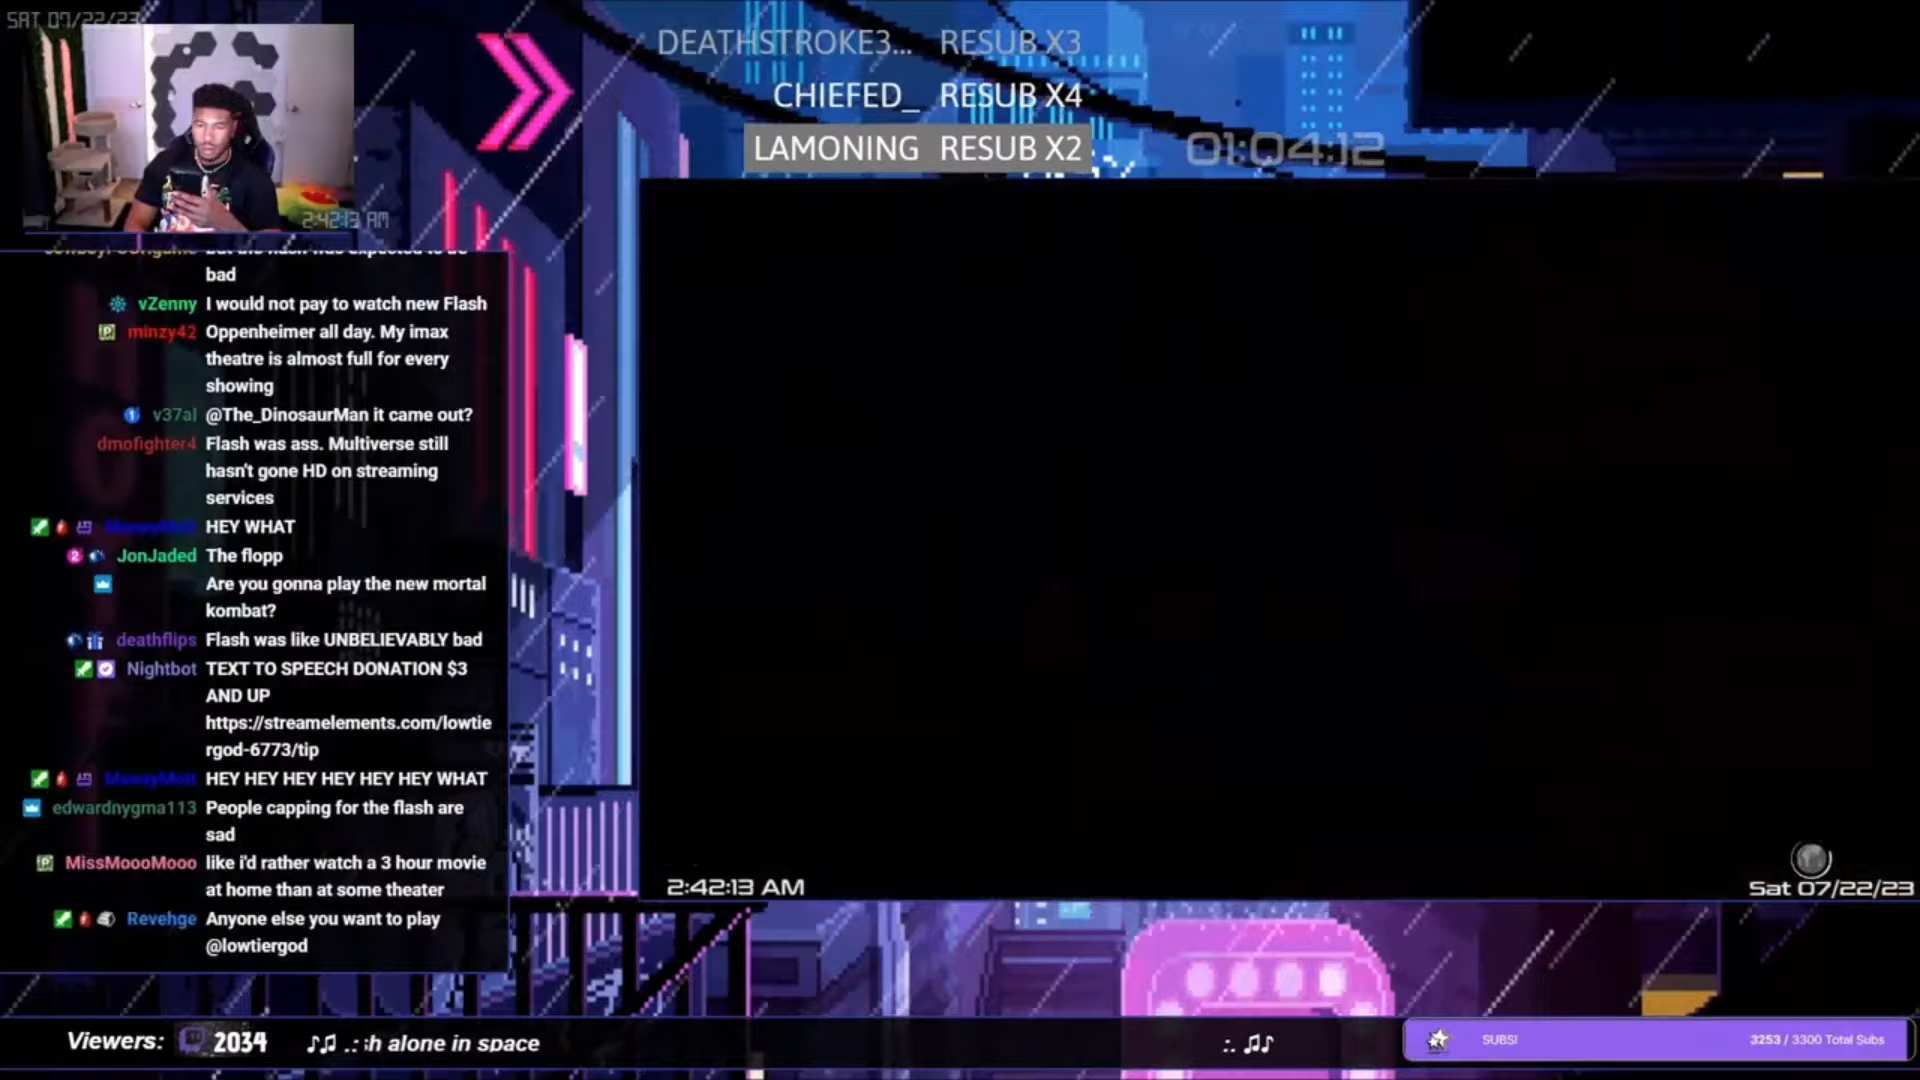 SAT 07/22/23
DEATHSTROKE3... RESUB X3
CHIEFED_ RESUB X4
LAMONING RESUB X2
01:04:12
2:42:13 AM
bad
vZenny I would not pay to watch new Flash
minzy42 Oppenheimer all day. My imax
theatre is almost full for every
showing
v37al @The_DinosaurMan it came out?
dmofighter4 Flash was ass. Multiverse still
hasn't gone HD on streaming
services
HEY WHAT
JonJaded The flopp
Are you gonna play the new mortal
kombat?
deathflips Flash was like UNBELIEVABLY bad
Nightbot TEXT TO SPEECH DONATION $3
AND UP
https://streamelements.com/lowtie
rgod-6773/tip
HEY HEY HEY HEY HEY HEY WHAT
edwardnygma113 People capping for the flash are
sad
MissMoooMooo like i'd rather watch a 3 hour movie
at home than at some theater
Revehge Anyone else you want to play
@lowtiergod
2:42:13 AM
Sat 07/22/23
Viewers: 2034 ♪♫ .: h alone in space :. ♫♪
SUBS! 3253 / 3300 Total Subs